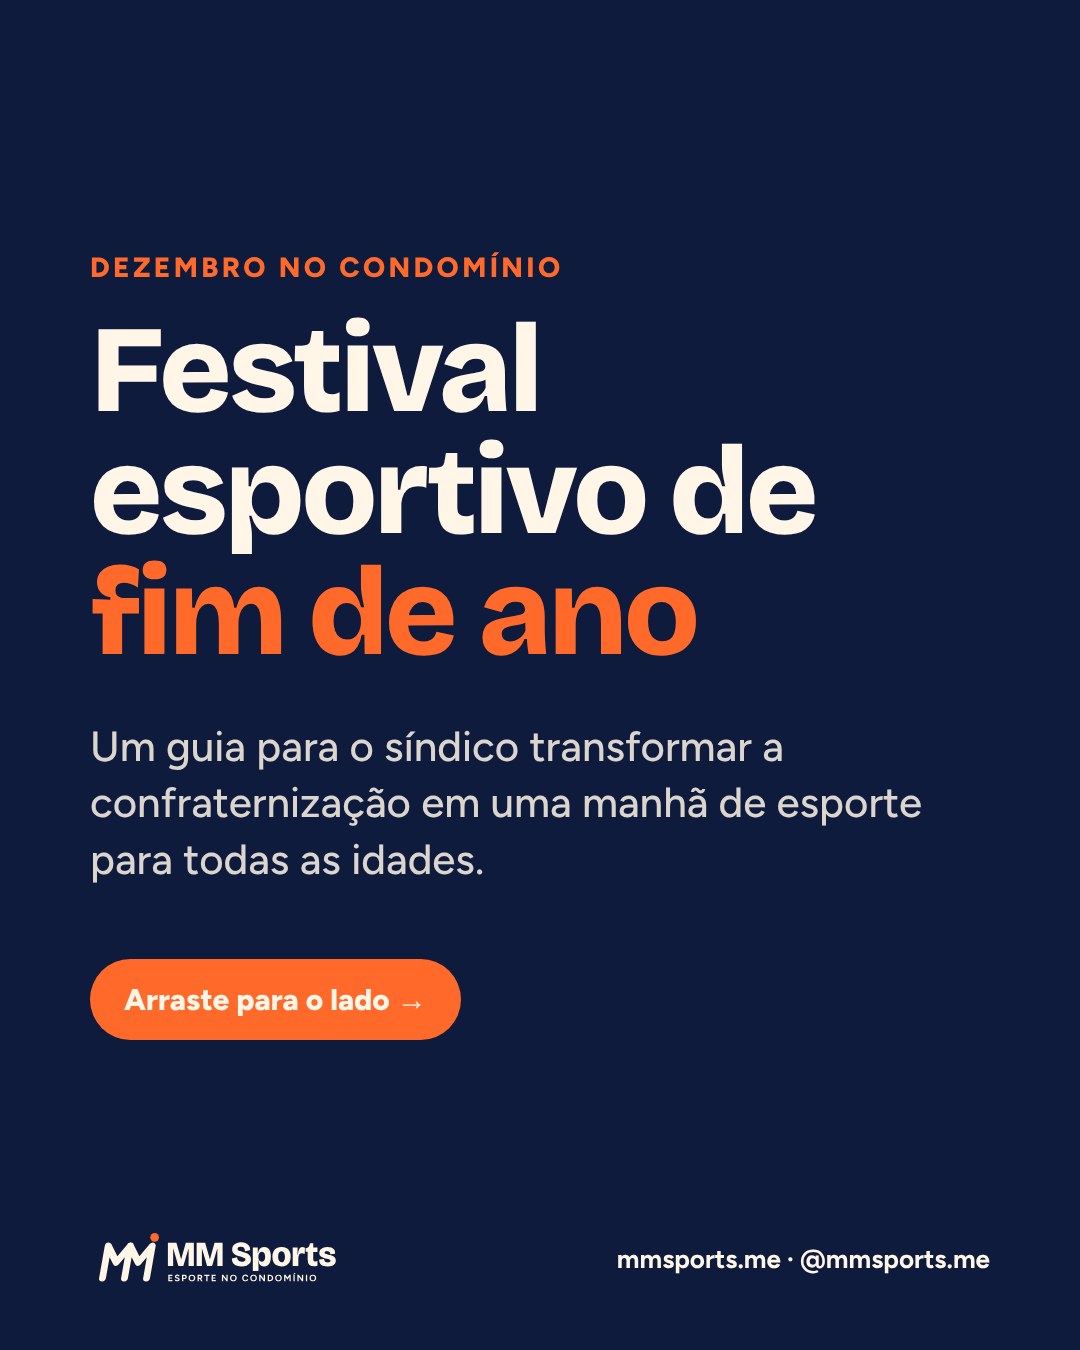 DEZEMBRO NO CONDOMÍNIO
Festival
esportivo de
fim de ano
Um guia para o síndico transformar a
confraternização em uma manhã de esporte
para todas as idades.
Arraste para o lado →
MM Sports
ESPORTE NO CONDOMÍNIO
mmsports.me · @mmsports.me